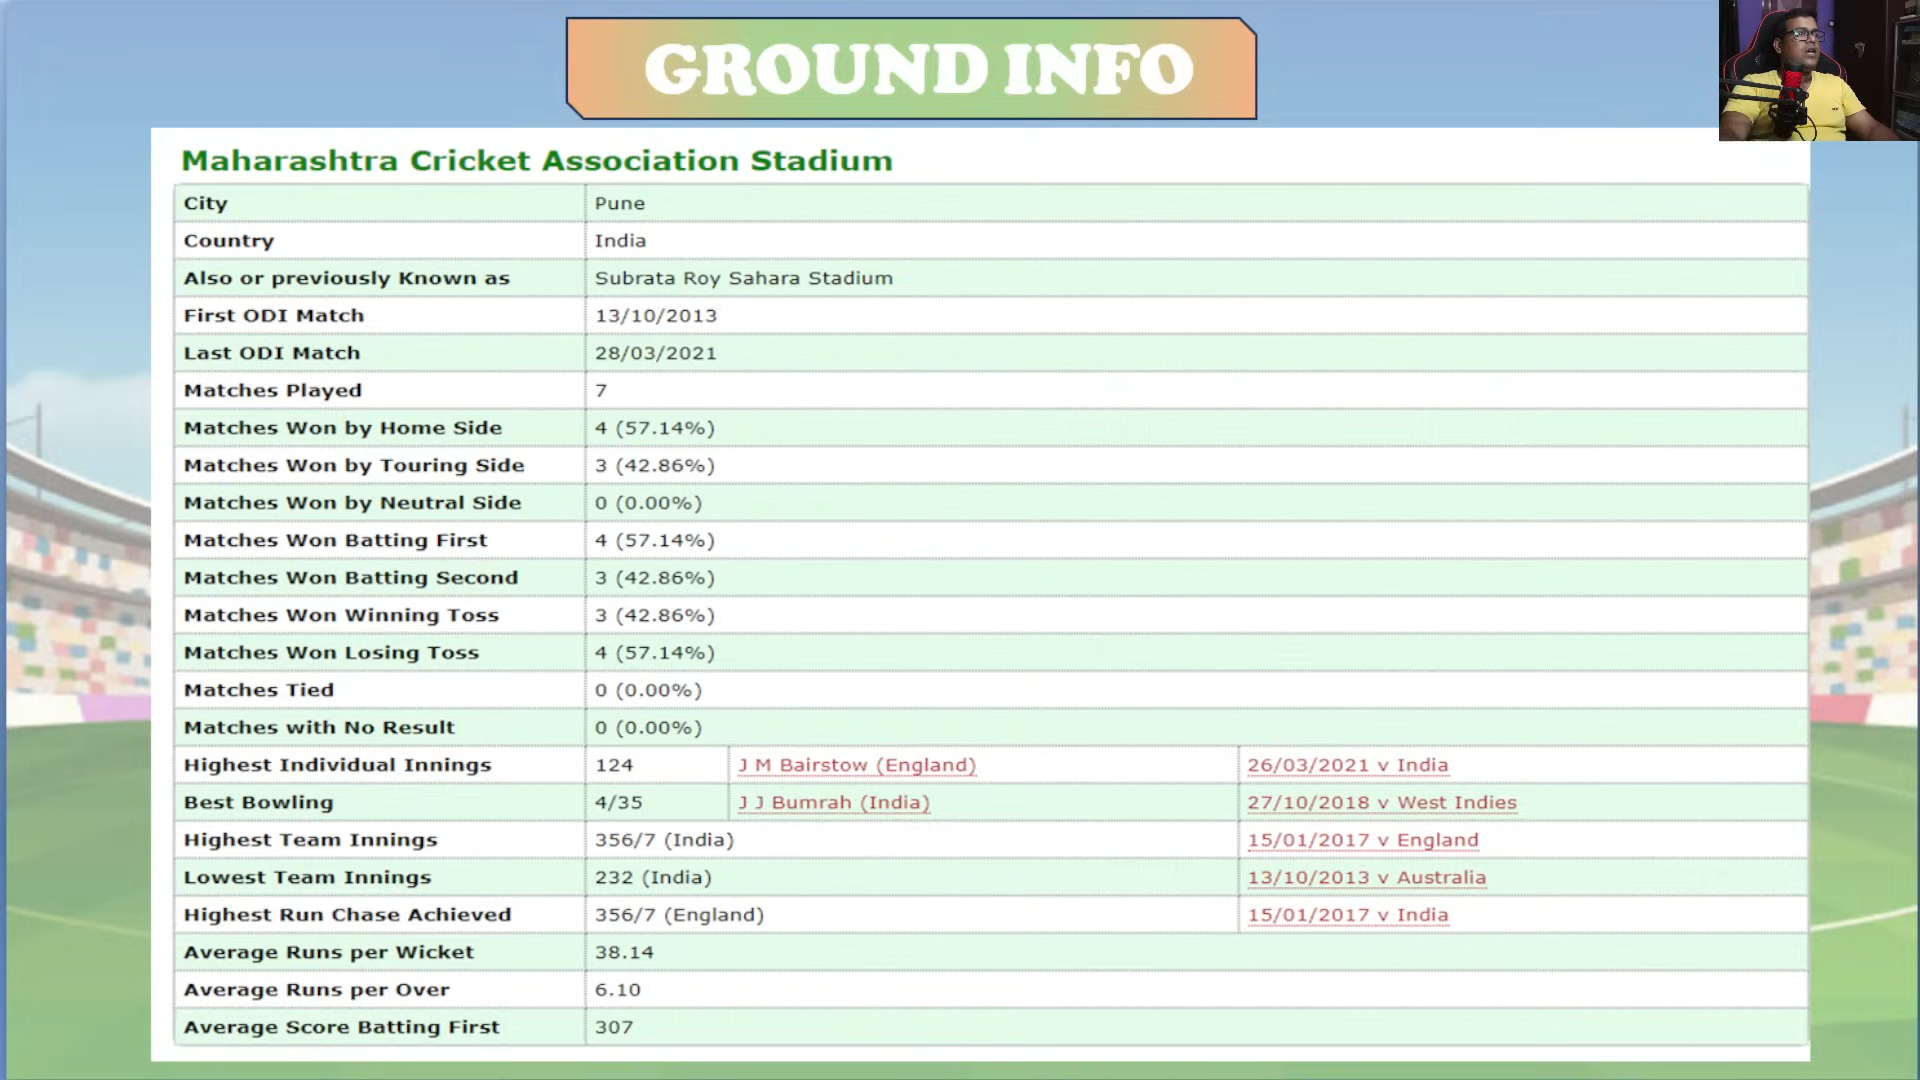 GROUND INFO
Maharashtra Cricket Association Stadium
City Pune
Country India
Also or previously Known as Subrata Roy Sahara Stadium
First ODI Match 13/10/2013
Last ODI Match 28/03/2021
Matches Played 7
Matches Won by Home Side 4 (57.14%)
Matches Won by Touring Side 3 (42.86%)
Matches Won by Neutral Side 0 (0.00%)
Matches Won Batting First 4 (57.14%)
Matches Won Batting Second 3 (42.86%)
Matches Won Winning Toss 3 (42.86%)
Matches Won Losing Toss 4 (57.14%)
Matches Tied 0 (0.00%)
Matches with No Result 0 (0.00%)
Highest Individual Innings 124 J M Bairstow (England) 26/03/2021 v India
Best Bowling 4/35 J J Bumrah (India) 27/10/2018 v West Indies
Highest Team Innings 356/7 (India) 15/01/2017 v England
Lowest Team Innings 232 (India) 13/10/2013 v Australia
Highest Run Chase Achieved 356/7 (England) 15/01/2017 v India
Average Runs per Wicket 38.14
Average Runs per Over 6.10
Average Score Batting First 307